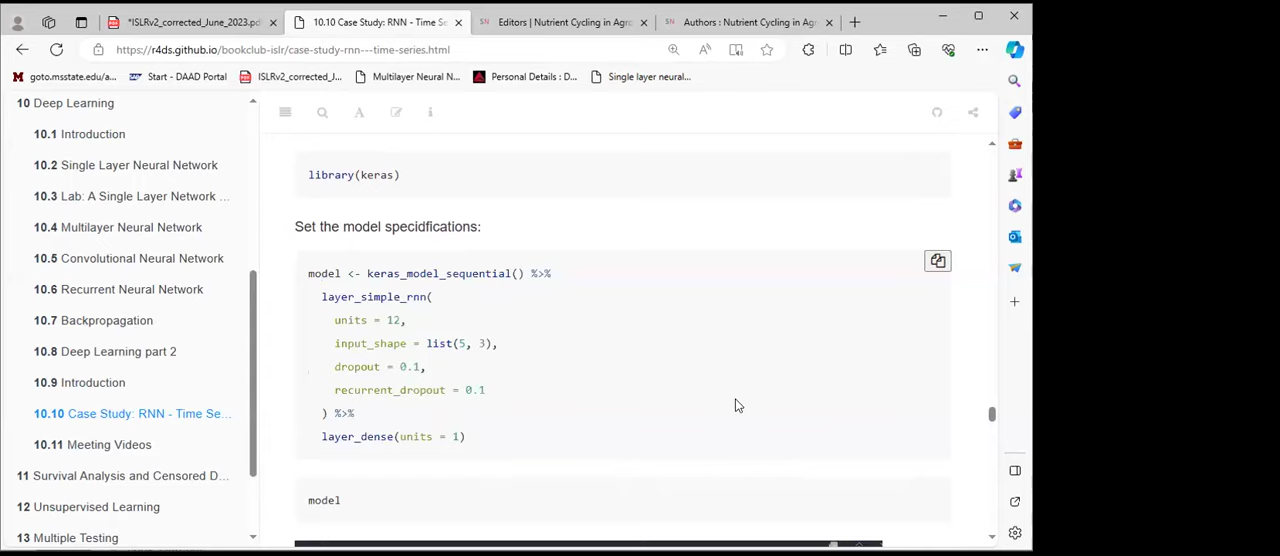 *ISLRv2_corrected_June_2023.pd
10.10 Case Study: RNN - Time Se
Editors | Nutrient Cycling in Agro
Authors : Nutrient Cycling in Agr
https://r4ds.github.io/bookclub-islr/case-study-rnn---time-series.html
goto.msstate.edu/a...
Start - DAAD Portal
ISLRv2_corrected_J...
Multilayer Neural N...
Personal Details : D...
Single layer neural...
10 Deep Learning
10.1 Introduction
10.2 Single Layer Neural Network
10.3 Lab: A Single Layer Network ...
10.4 Multilayer Neural Network
10.5 Convolutional Neural Network
10.6 Recurrent Neural Network
10.7 Backpropagation
10.8 Deep Learning part 2
10.9 Introduction
10.10 Case Study: RNN - Time Se...
10.11 Meeting Videos
11 Survival Analysis and Censored D...
12 Unsupervised Learning
13 Multiple Testing
library(keras)
Set the model specidfications:
model <- keras_model_sequential() %>%
layer_simple_rnn(
units = 12,
input_shape = list(5, 3),
dropout = 0.1,
recurrent_dropout = 0.1
) %>%
layer_dense(units = 1)
model